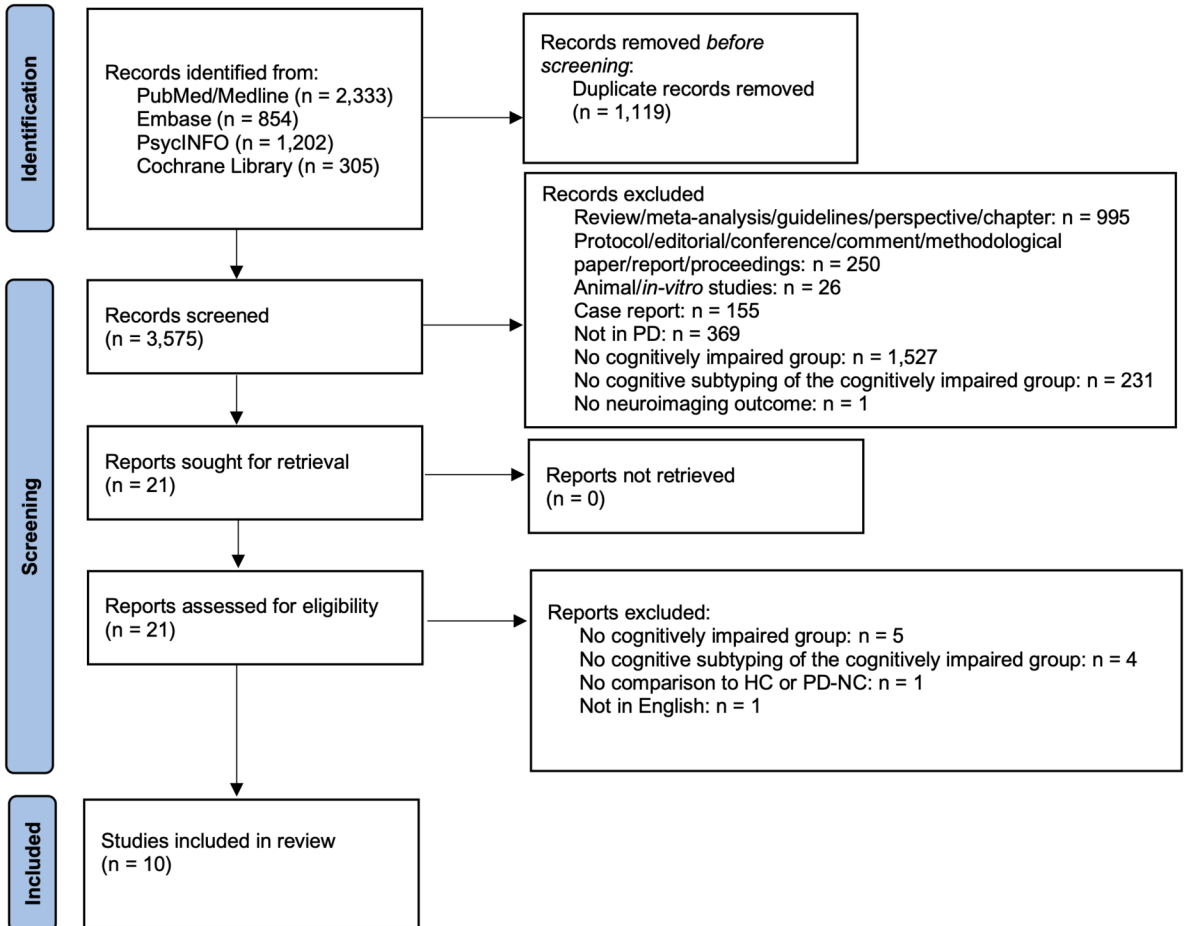 Identification
Records identified from:
PubMed/Medline (n = 2,333)
Embase (n = 854)
PsycINFO (n = 1,202)
Cochrane Library (n = 305)
Records removed before
screening:
Duplicate records removed
(n = 1,119)
Screening
Records screened
(n = 3,575)
Records excluded
Review/meta-analysis/guidelines/perspective/chapter: n = 995
Protocol/editorial/conference/comment/methodological
paper/report/proceedings: n = 250
Animal/in-vitro studies: n = 26
Case report: n = 155
Not in PD: n = 369
No cognitively impaired group: n = 1,527
No cognitive subtyping of the cognitively impaired group: n = 231
No neuroimaging outcome: n = 1
Reports sought for retrieval
(n = 21)
Reports not retrieved
(n = 0)
Reports assessed for eligibility
(n = 21)
Reports excluded:
No cognitively impaired group: n = 5
No cognitive subtyping of the cognitively impaired group: n = 4
No comparison to HC or PD-NC: n = 1
Not in English: n = 1
Included
Studies included in review
(n = 10)